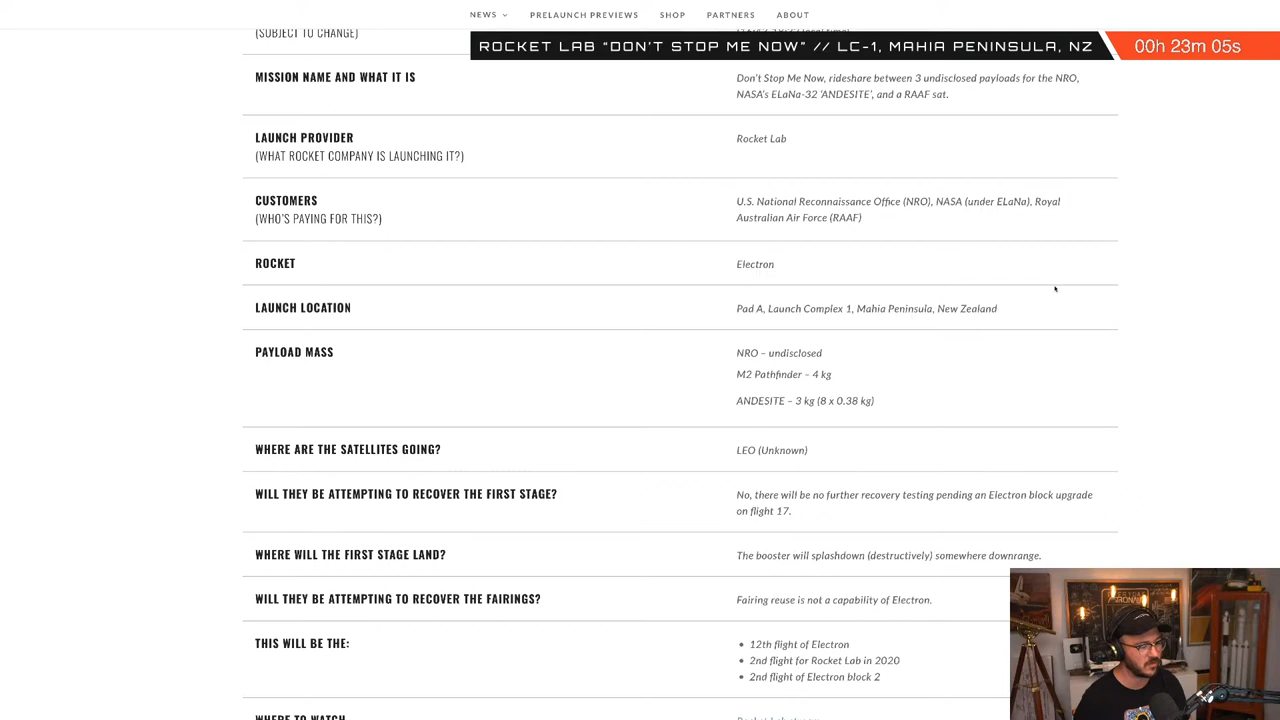 NEWS PRELAUNCH PREVIEWS SHOP PARTNERS ABOUT
(SUBJECT TO CHANGE)
ROCKET LAB “DON’T STOP ME NOW” // LC-1, MAHIA PENINSULA, NZ
00h 23m 05s
MISSION NAME AND WHAT IT IS
Don't Stop Me Now, rideshare between 3 undisclosed payloads for the NRO,
NASA's ELaNa-32 'ANDESITE', and a RAAF sat.
LAUNCH PROVIDER
(WHAT ROCKET COMPANY IS LAUNCHING IT?)
Rocket Lab
CUSTOMERS
(WHO'S PAYING FOR THIS?)
U.S. National Reconnaissance Office (NRO), NASA (under ELaNa), Royal
Australian Air Force (RAAF)
ROCKET
Electron
LAUNCH LOCATION
Pad A, Launch Complex 1, Mahia Peninsula, New Zealand
PAYLOAD MASS
NRO – undisclosed
M2 Pathfinder – 4 kg
ANDESITE – 3 kg (8 x 0.38 kg)
WHERE ARE THE SATELLITES GOING?
LEO (Unknown)
WILL THEY BE ATTEMPTING TO RECOVER THE FIRST STAGE?
No, there will be no further recovery testing pending an Electron block upgrade
on flight 17.
WHERE WILL THE FIRST STAGE LAND?
The booster will splashdown (destructively) somewhere downrange.
WILL THEY BE ATTEMPTING TO RECOVER THE FAIRINGS?
Fairing reuse is not a capability of Electron.
THIS WILL BE THE:
• 12th flight of Electron
• 2nd flight for Rocket Lab in 2020
• 2nd flight of Electron block 2
WHERE TO WATCH
Rocket Lab stream